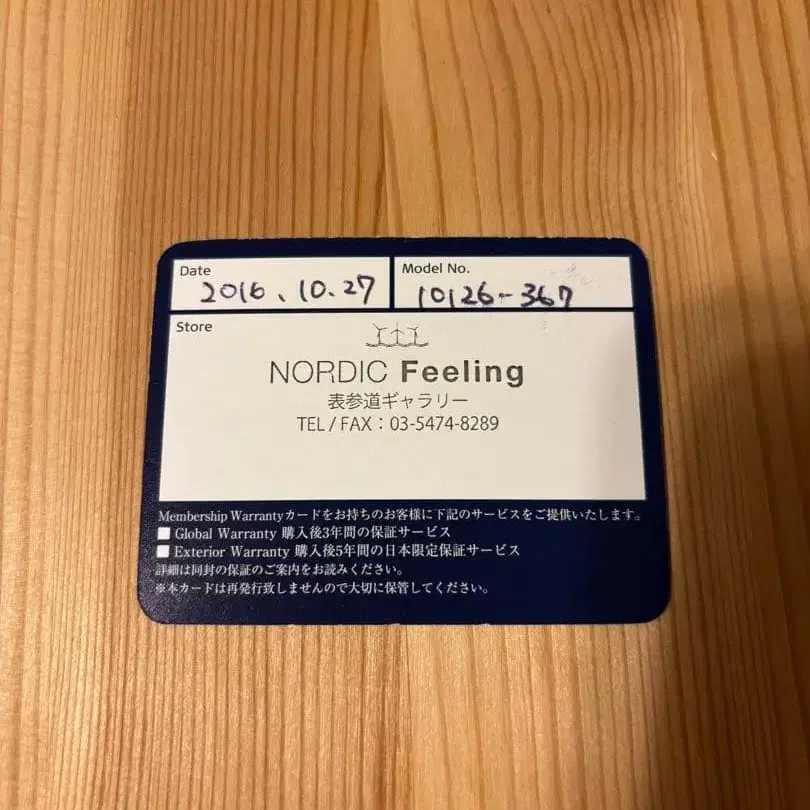 Date
2016.10.27
Model No.
10126-367
Store
NORDIC Feeling
表参道ギャラリー
TEL / FAX：03-5474-8289
Membership Warrantyカードをお持ちのお客様に下記のサービスをご提供いたします。
■ Global Warranty 購入後3年間の保証サービス
■ Exterior Warranty 購入後5年間の日本限定保証サービス
詳細は同封の保証のご案内をお読みください。
※本カードは再発行致しませんので大切に保管してください。